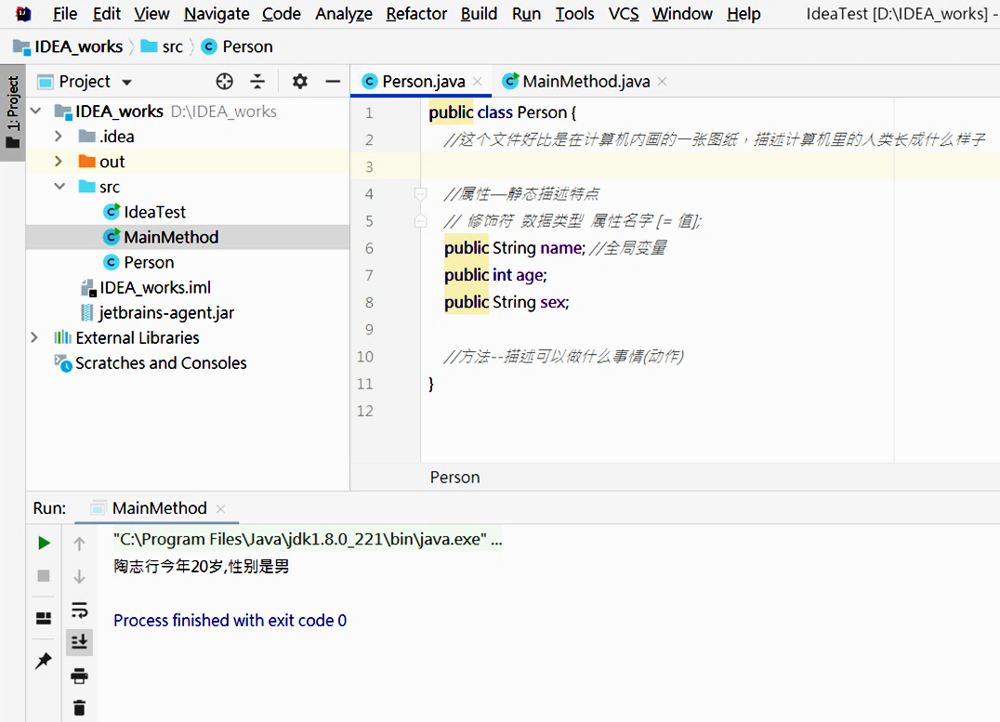 File Edit View Navigate Code Analyze Refactor Build Run Tools VCS Window Help IdeaTest [D:\IDEA_works] -
IDEA_works src Person
1: Project
Project
IDEA_works D:\IDEA_works
.idea
out
src
IdeaTest
MainMethod
Person
IDEA_works.iml
jetbrains-agent.jar
External Libraries
Scratches and Consoles
Person.java MainMethod.java
1 public class Person {
2 //这个文件好比是在计算机内画的一张图纸，描述计算机里的人类长成什么样子
3
4 //属性—静态描述特点
5 // 修饰符 数据类型 属性名字 [= 值];
6 public String name; //全局变量
7 public int age;
8 public String sex;
9
10 //方法--描述可以做什么事情(动作)
11 }
12
Person
Run: MainMethod
"C:\Program Files\Java\jdk1.8.0_221\bin\java.exe" ...
陶志行今年20岁,性别是男
Process finished with exit code 0